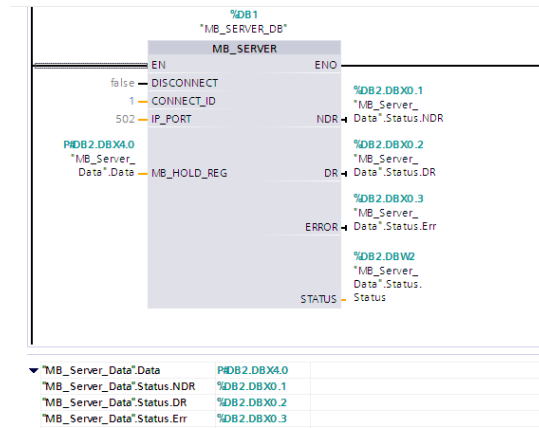 %DB1
"MB_SERVER_DB"
MB_SERVER
EN ENO
false DISCONNECT
1 CONNECT_ID
502 IP_PORT
%DB2.DBX0.1
"MB_Server_
NDR Data".Status.NDR
P#DB2.DBX4.0
"MB_Server_
Data".Data MB_HOLD_REG
%DB2.DBX0.2
"MB_Server_
DR Data".Status.DR
%DB2.DBX0.3
"MB_Server_
ERROR Data".Status.Err
%DB2.DBW2
"MB_Server_
Data".Status.
STATUS Status
"MB_Server_Data".Data P#DB2.DBX4.0
"MB_Server_Data".Status.NDR %DB2.DBX0.1
"MB_Server_Data".Status.DR %DB2.DBX0.2
"MB_Server_Data".Status.Err %DB2.DBX0.3